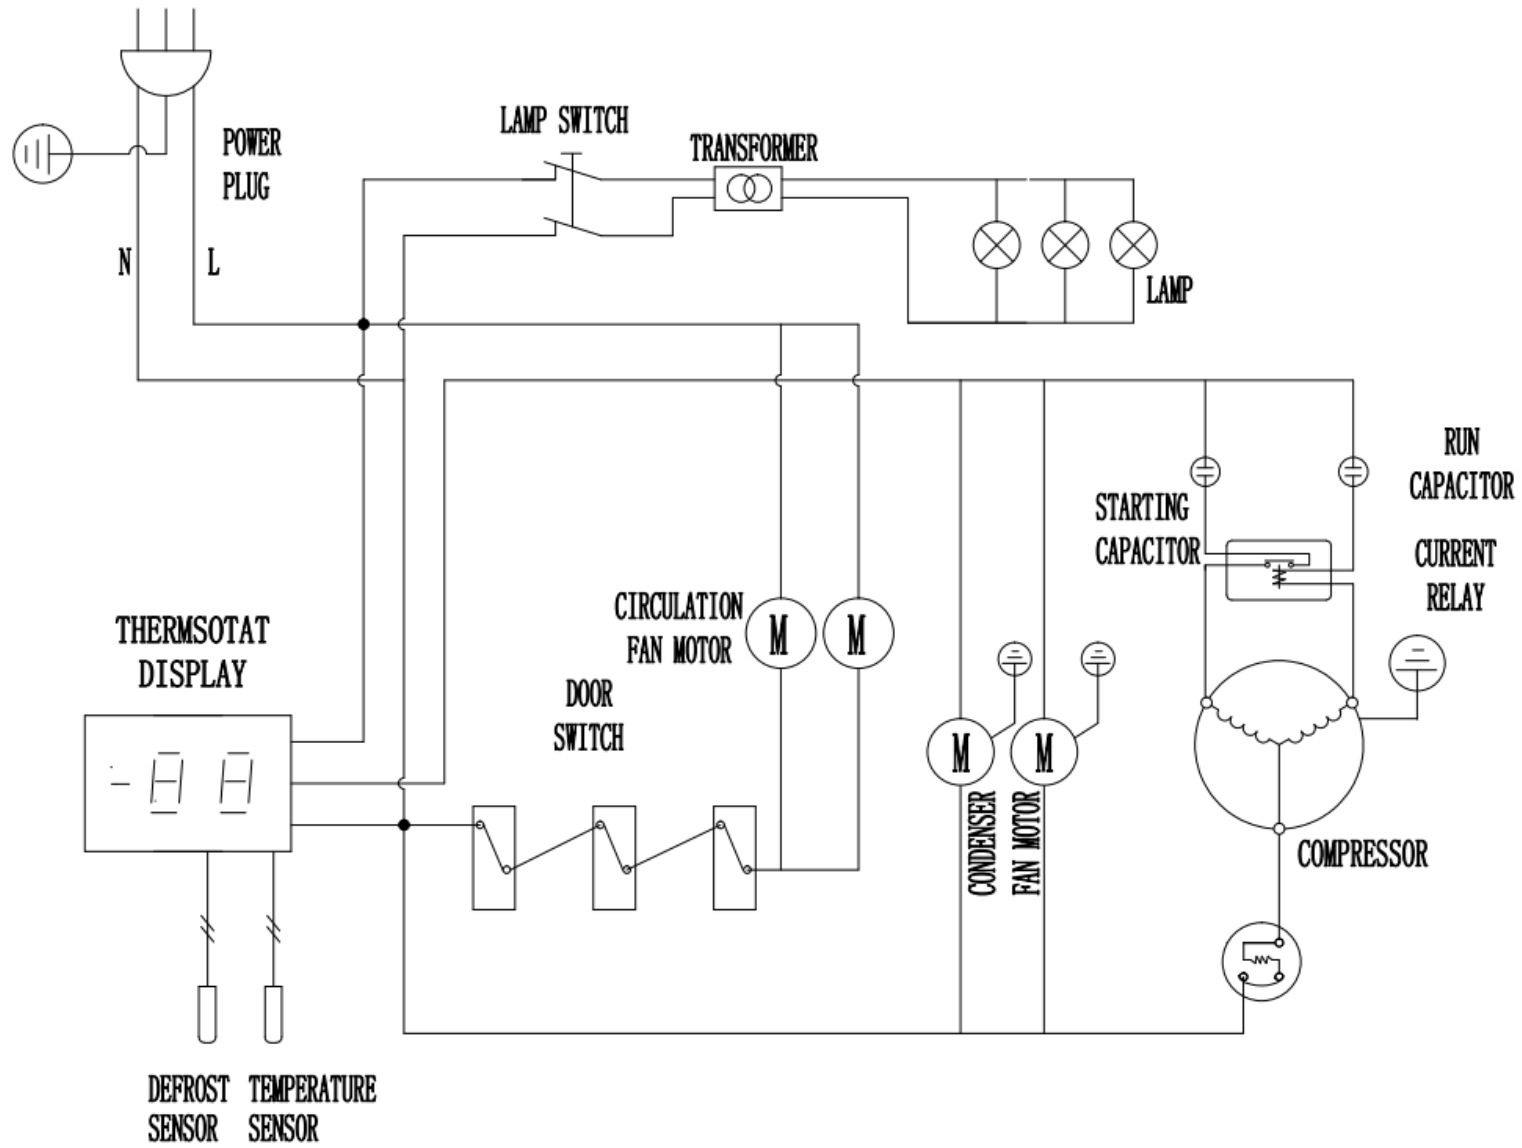 LAMP SWITCH
TRANSFORMER
POWER
PLUG
N
L
LAMP
RUN
CAPACITOR
STARTING
CAPACITOR
CURRENT
RELAY
CIRCULATION
FAN MOTOR
M
M
THERMSOTAT
DISPLAY
DOOR
SWITCH
M
M
-88
CONDENSER
FAN MOTOR
COMPRESSOR
DEFROST
SENSOR
TEMPERATURE
SENSOR